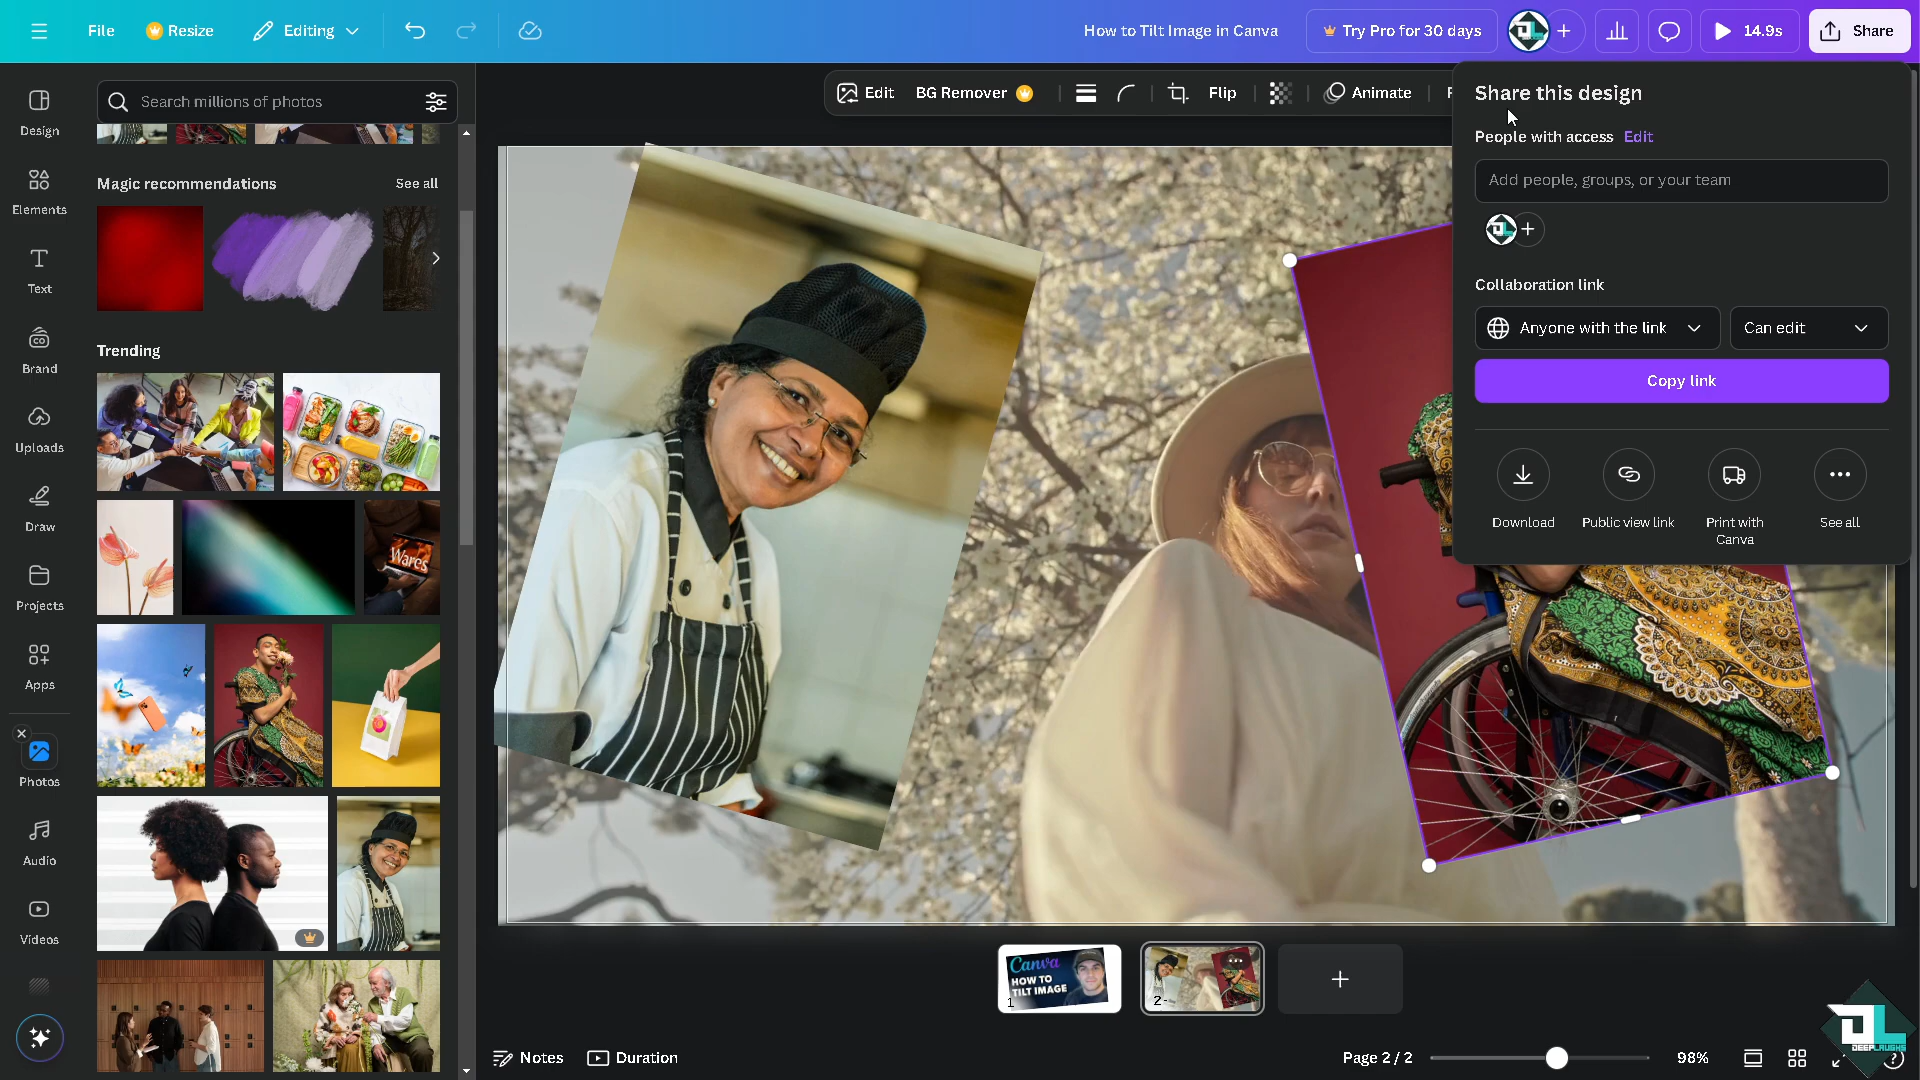 File
Resize
Editing
How to Tilt Image in Canva
Try Pro for 30 days
14.9s
Share
Design
Elements
Text
Brand
Uploads
Draw
Projects
Apps
Photos
Audio
Videos
Search millions of photos
Magic recommendations
See all
Trending
Wares
Edit
BG Remover
Flip
Animate
Share this design
People with access Edit
Add people, groups, or your team
Collaboration link
Anyone with the link
Can edit
Copy link
Download
Public view link
Print with
Canva
See all
Canva
HOW TO
TILT IMAGE
1
2
Notes
Duration
Page 2 / 2
98%
DEEPLAUGHS